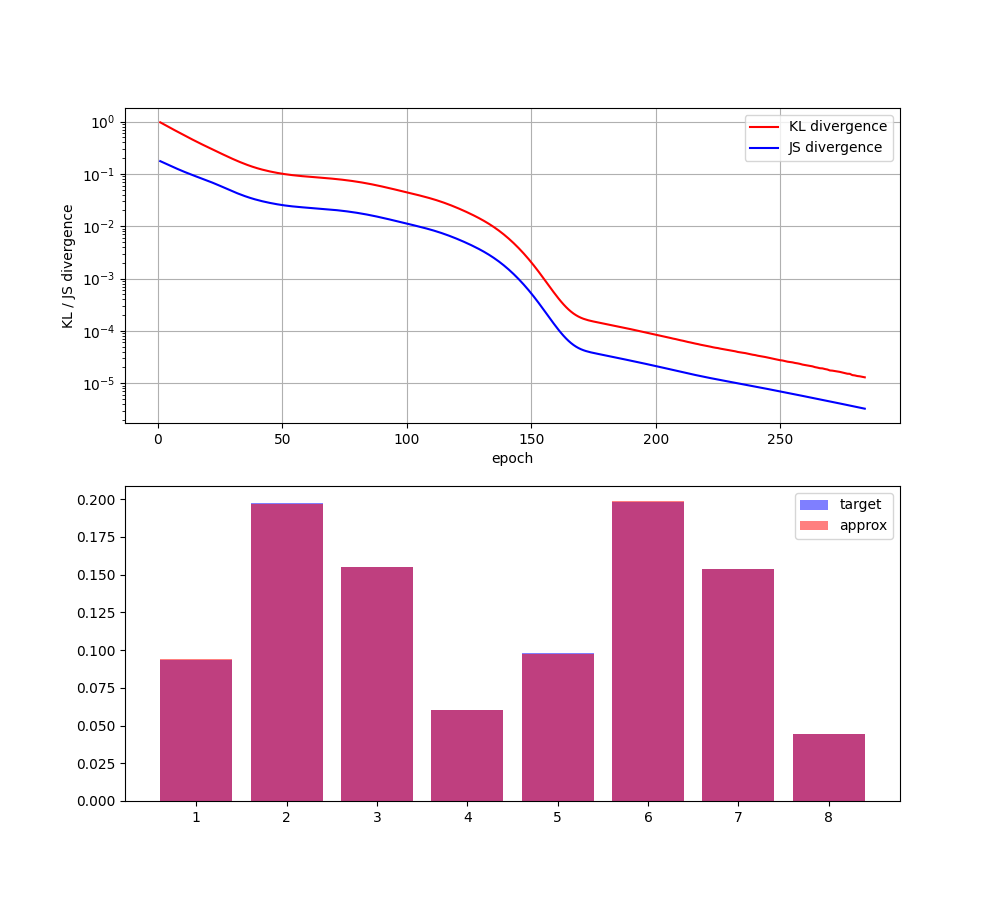 KL / JS divergence
10⁰
10⁻¹
10⁻²
10⁻³
10⁻⁴
10⁻⁵
KL divergence
JS divergence
0 50 100 150 200 250
epoch
0.200
0.175
0.150
0.125
0.100
0.075
0.050
0.025
0.000
target
approx
1 2 3 4 5 6 7 8